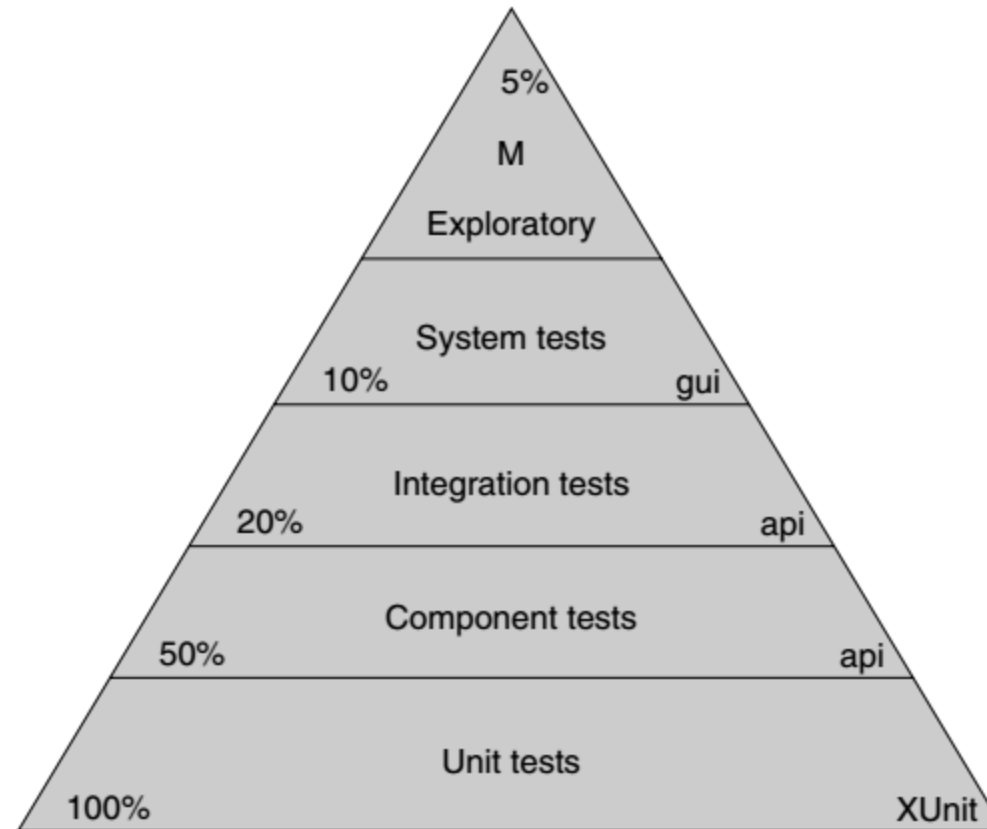 5%
M
Exploratory
System tests
10% gui
Integration tests
20% api
Component tests
50% api
Unit tests
100% XUnit